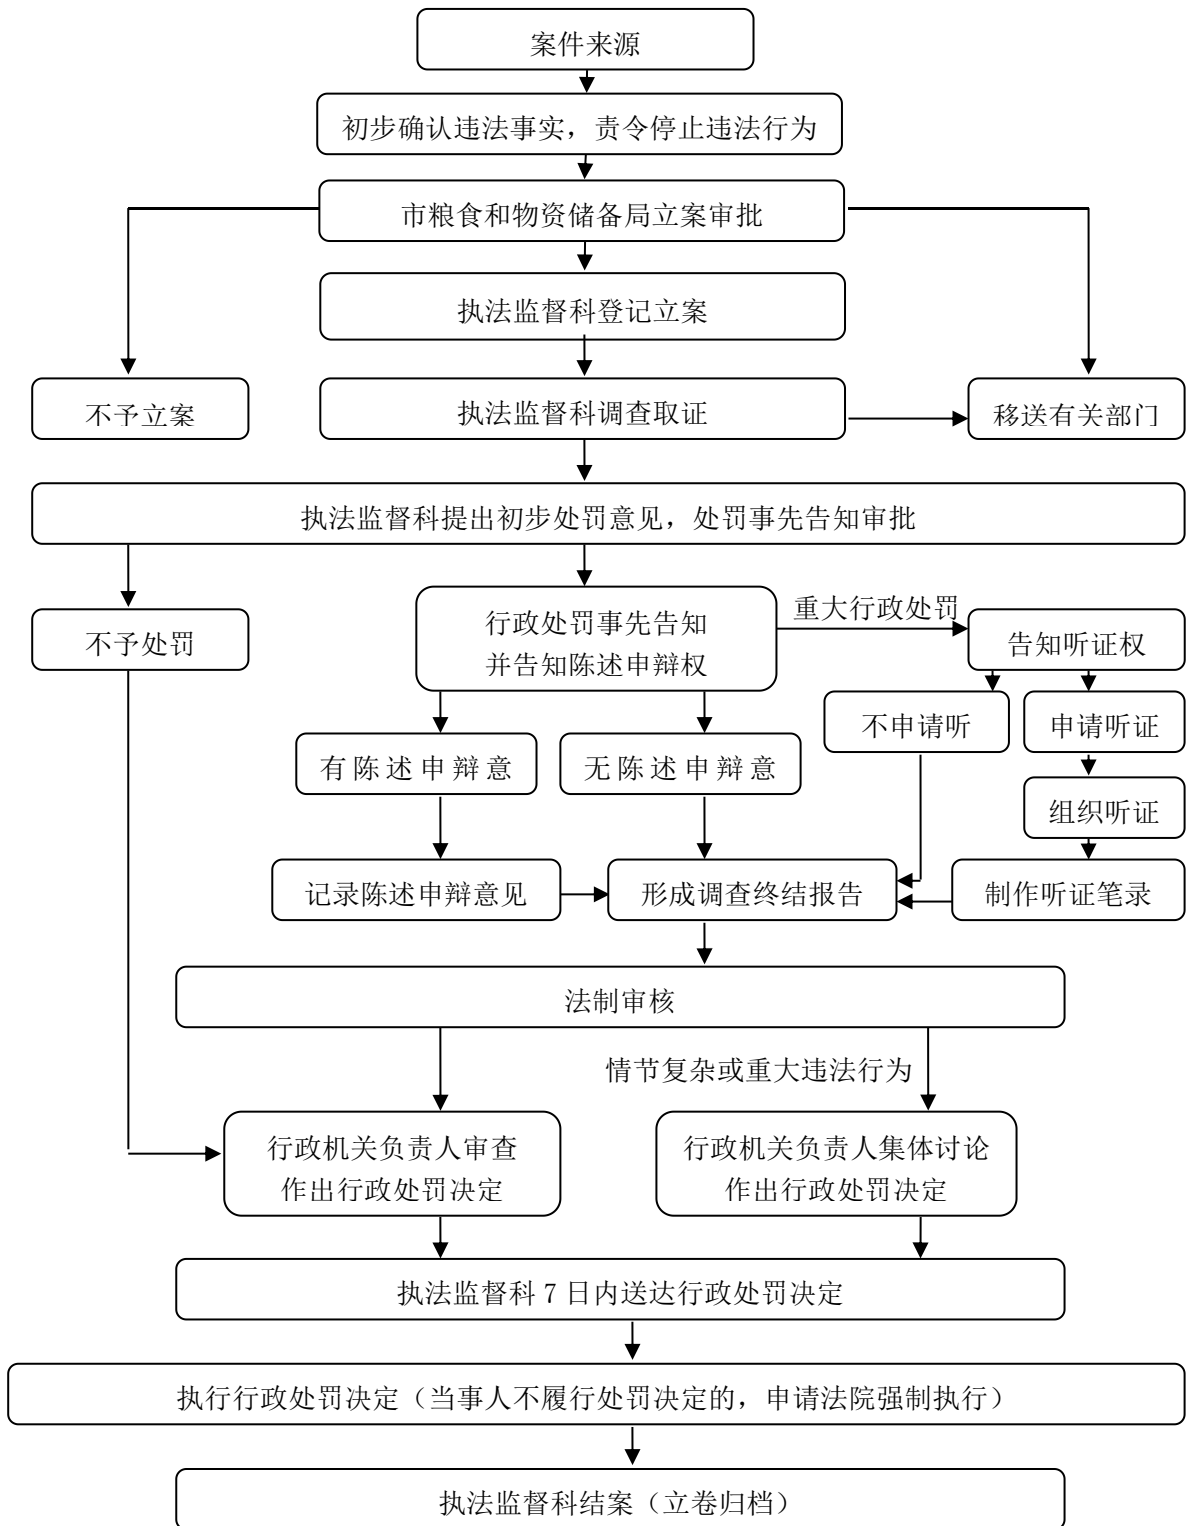 案件来源
初步确认违法事实，责令停止违法行为
市粮食和物资储备局立案审批
执法监督科登记立案
不予立案
执法监督科调查取证
移送有关部门
执法监督科提出初步处罚意见，处罚事先告知审批
不予处罚
行政处罚事先告知
并告知陈述申辩权
重大行政处罚
告知听证权
不申请听
申请听证
有陈述申辩意
无陈述申辩意
组织听证
记录陈述申辩意见
形成调查终结报告
制作听证笔录
法制审核
情节复杂或重大违法行为
行政机关负责人审查
作出行政处罚决定
行政机关负责人集体讨论
作出行政处罚决定
执法监督科 7 日内送达行政处罚决定
执行行政处罚决定（当事人不履行处罚决定的，申请法院强制执行）
执法监督科结案（立卷归档）